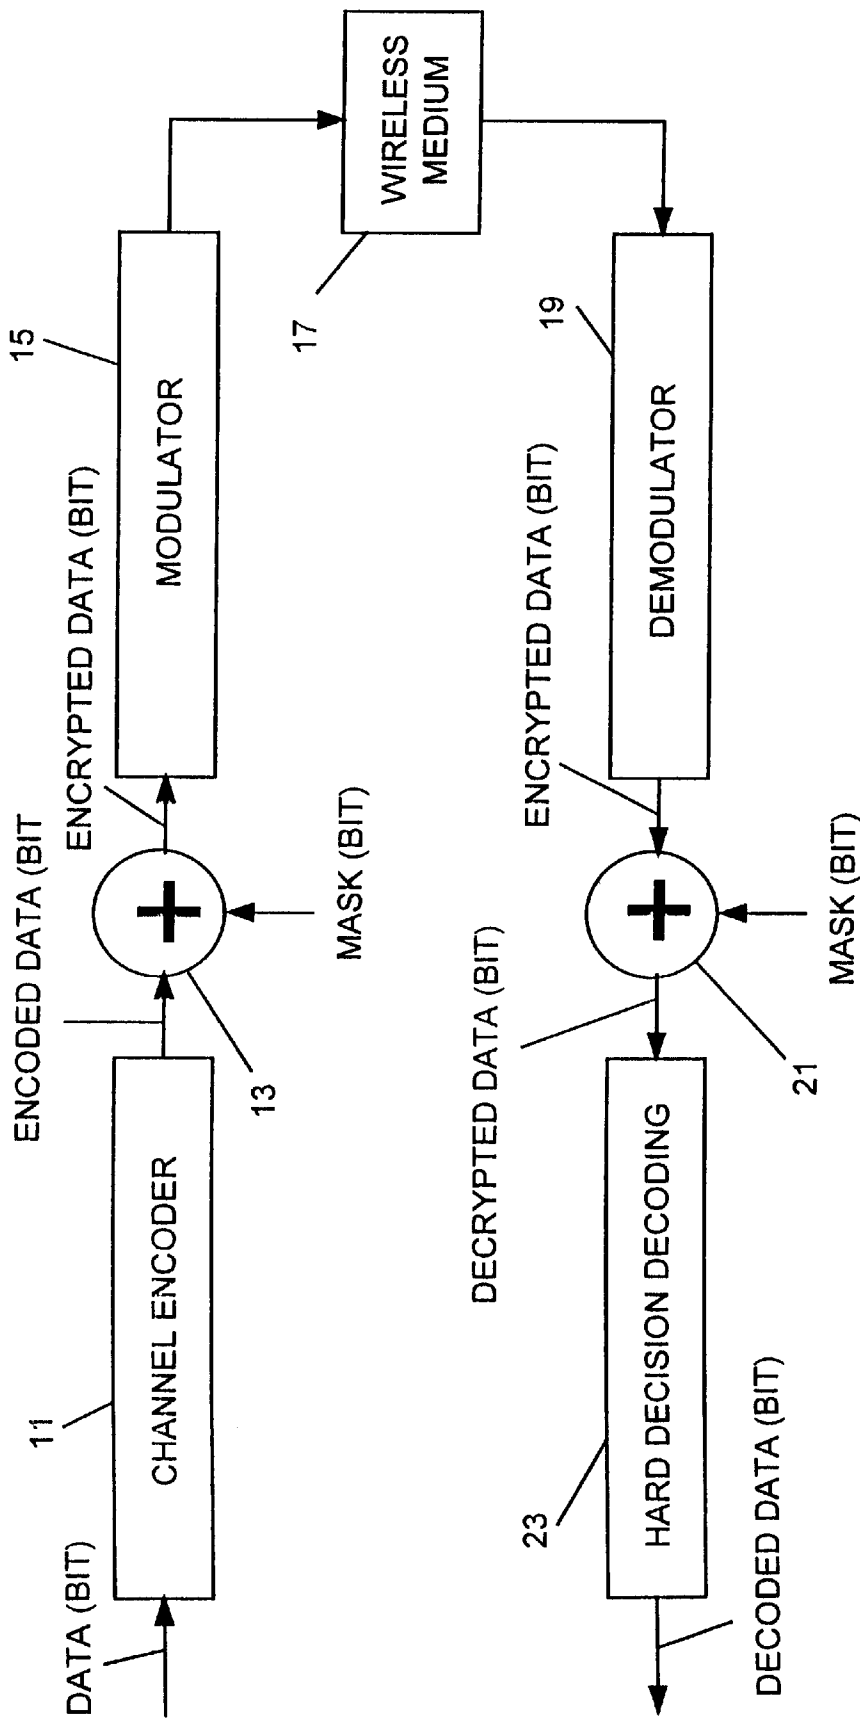 DATA (BIT)
11
CHANNEL ENCODER
ENCODED DATA (BIT
13
MASK (BIT)
ENCRYPTED DATA (BIT)
15
MODULATOR
17
WIRELESS
MEDIUM
19
DEMODULATOR
ENCRYPTED DATA (BIT)
MASK (BIT)
21
DECRYPTED DATA (BIT)
23
HARD DECISION DECODING
DECODED DATA (BIT)